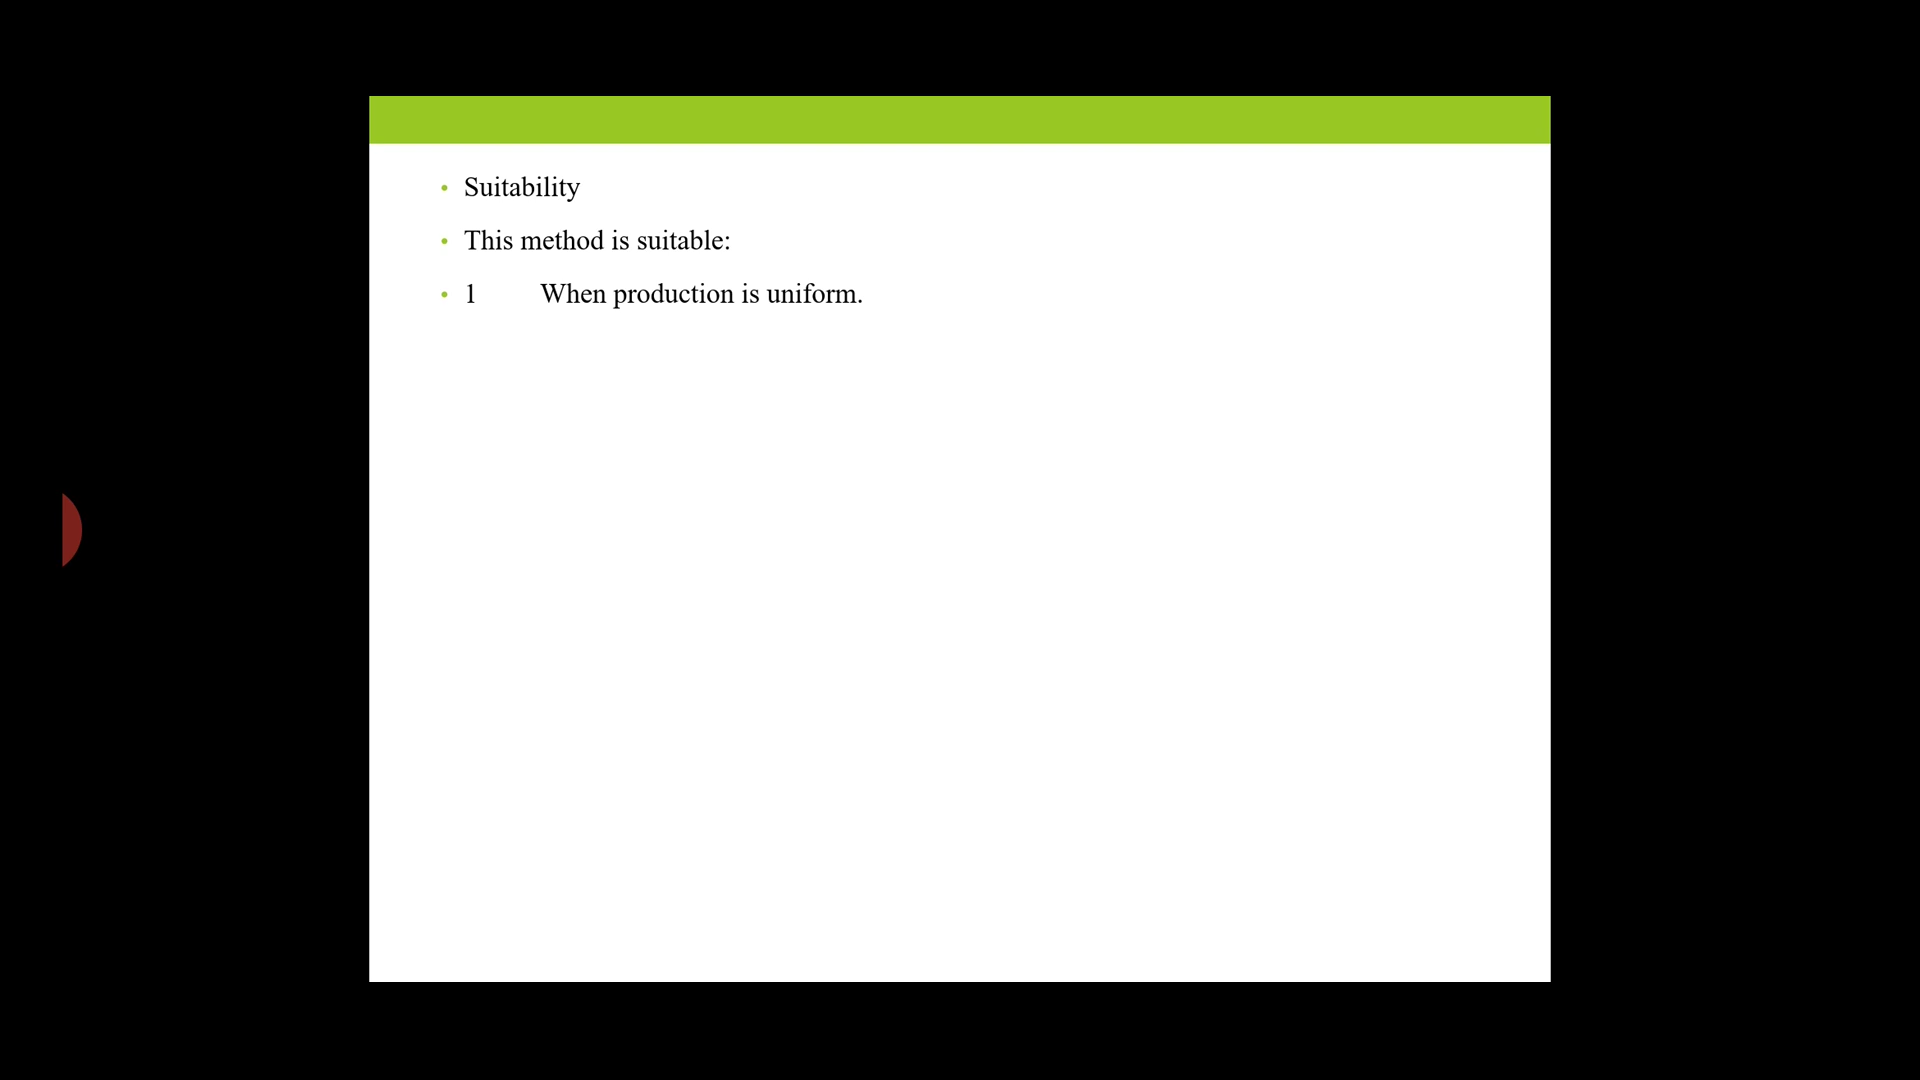 • Suitability
• This method is suitable:
• 1 When production is uniform.